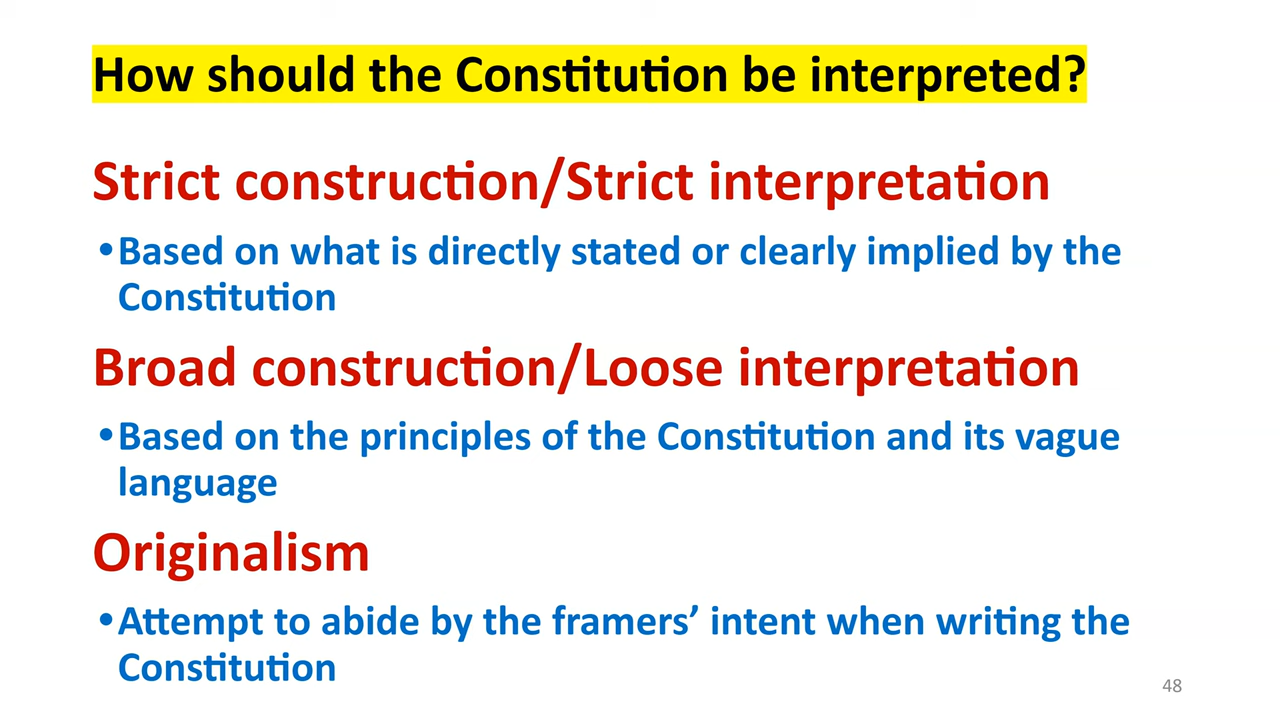 How should the Constitution be interpreted?
Strict construction/Strict interpretation
•Based on what is directly stated or clearly implied by the
Constitution
Broad construction/Loose interpretation
•Based on the principles of the Constitution and its vague
language
Originalism
•Attempt to abide by the framers’ intent when writing the
Constitution
48